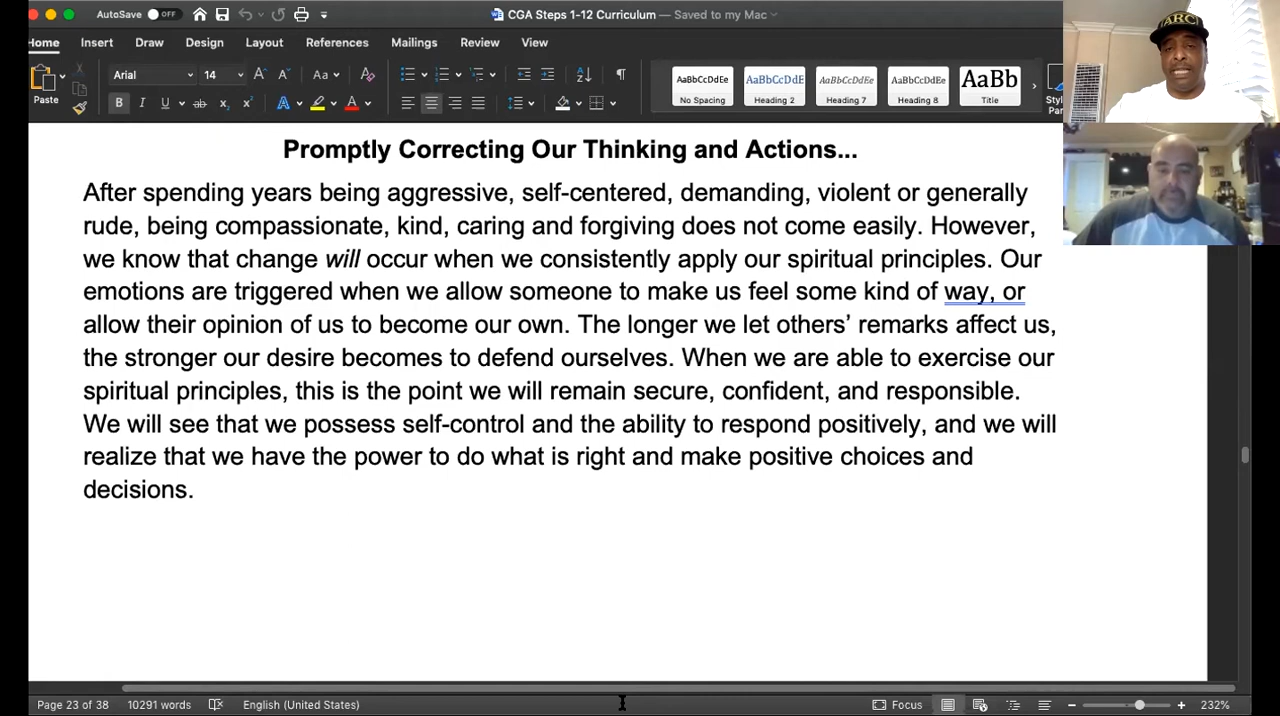 AutoSave OFF CGA Steps 1-12 Curriculum — Saved to my Mac
Home Insert Draw Design Layout References Mailings Review View
Arial 14 Aa AaBbCcDdEe AaBbCcDdE AaBbCcDdEe AaBbCcDdEe AaBb
Paste No Spacing Heading 2 Heading 7 Heading 8 Title
Promptly Correcting Our Thinking and Actions...
After spending years being aggressive, self-centered, demanding, violent or generally
rude, being compassionate, kind, caring and forgiving does not come easily. However,
we know that change will occur when we consistently apply our spiritual principles. Our
emotions are triggered when we allow someone to make us feel some kind of way, or
allow their opinion of us to become our own. The longer we let others’ remarks affect us,
the stronger our desire becomes to defend ourselves. When we are able to exercise our
spiritual principles, this is the point we will remain secure, confident, and responsible.
We will see that we possess self-control and the ability to respond positively, and we will
realize that we have the power to do what is right and make positive choices and
decisions.
Page 23 of 38 10291 words English (United States) Focus 232%
ARC